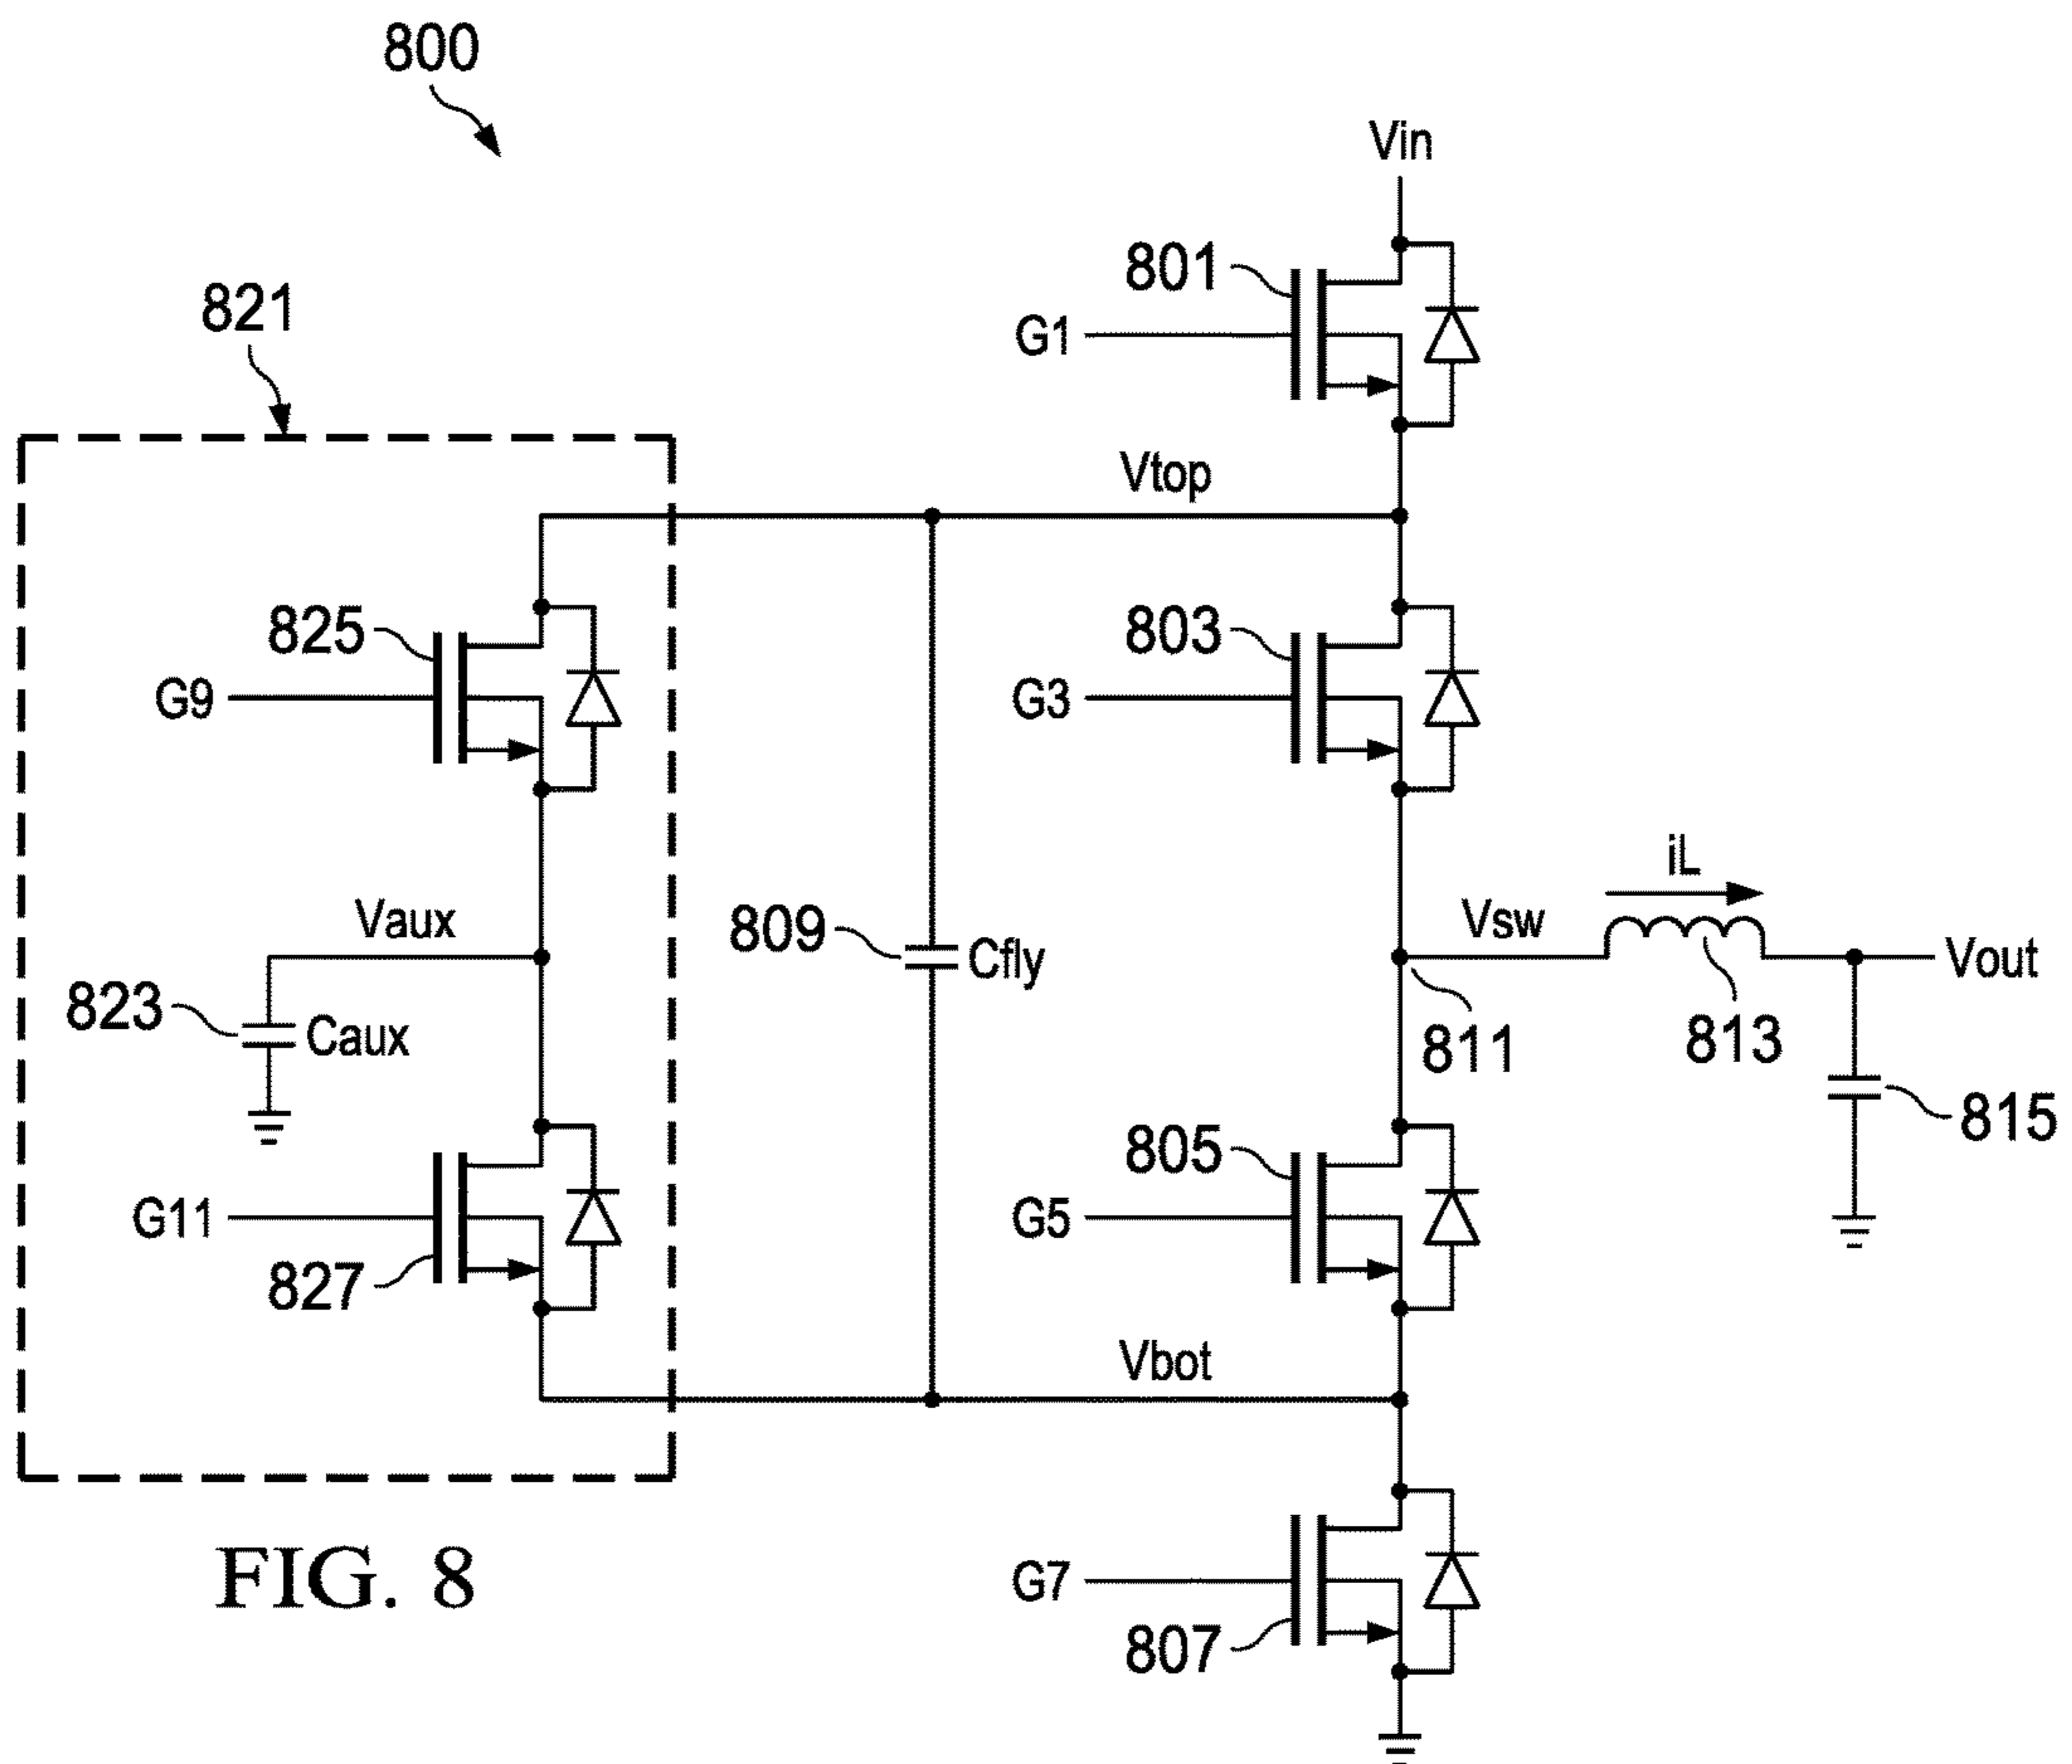 800
Vin
801
G1
821
Vtop
825
G9
803
G3
Vaux
823
Caux
809
Cfly
iL
Vsw
Vout
811
813
815
G11
827
805
G5
Vbot
G7
807
FIG. 8